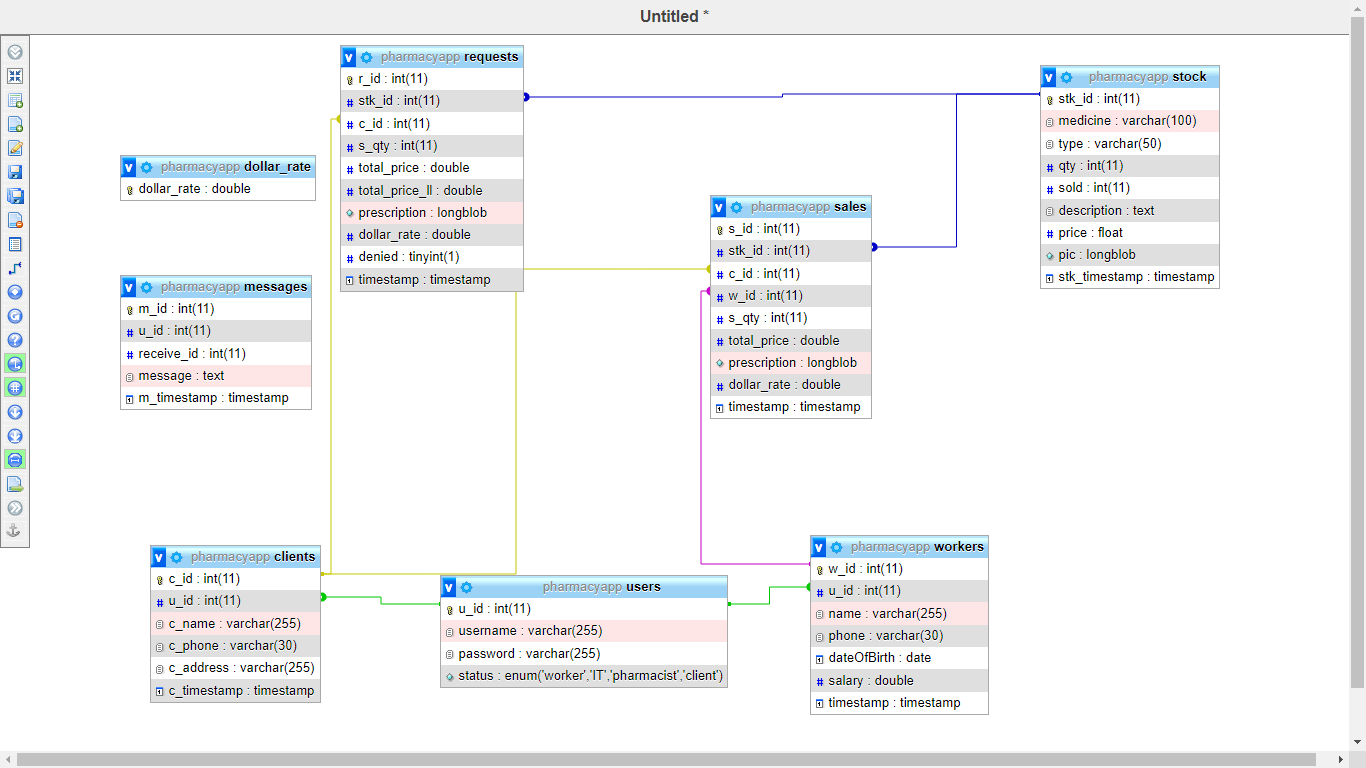 Untitled *
pharmacyapp requests
r_id : int(11)
stk_id : int(11)
c_id : int(11)
s_qty : int(11)
total_price : double
total_price_ll : double
prescription : longblob
dollar_rate : double
denied : tinyint(1)
timestamp : timestamp
pharmacyapp stock
stk_id : int(11)
medicine : varchar(100)
type : varchar(50)
qty : int(11)
sold : int(11)
description : text
price : float
pic : longblob
stk_timestamp : timestamp
pharmacyapp dollar_rate
dollar_rate : double
pharmacyapp sales
s_id : int(11)
stk_id : int(11)
c_id : int(11)
w_id : int(11)
s_qty : int(11)
total_price : double
prescription : longblob
dollar_rate : double
timestamp : timestamp
pharmacyapp messages
m_id : int(11)
u_id : int(11)
receive_id : int(11)
message : text
m_timestamp : timestamp
pharmacyapp clients
c_id : int(11)
u_id : int(11)
c_name : varchar(255)
c_phone : varchar(30)
c_address : varchar(255)
c_timestamp : timestamp
pharmacyapp users
u_id : int(11)
username : varchar(255)
password : varchar(255)
status : enum('worker','IT','pharmacist','client')
pharmacyapp workers
w_id : int(11)
u_id : int(11)
name : varchar(255)
phone : varchar(30)
dateOfBirth : date
salary : double
timestamp : timestamp